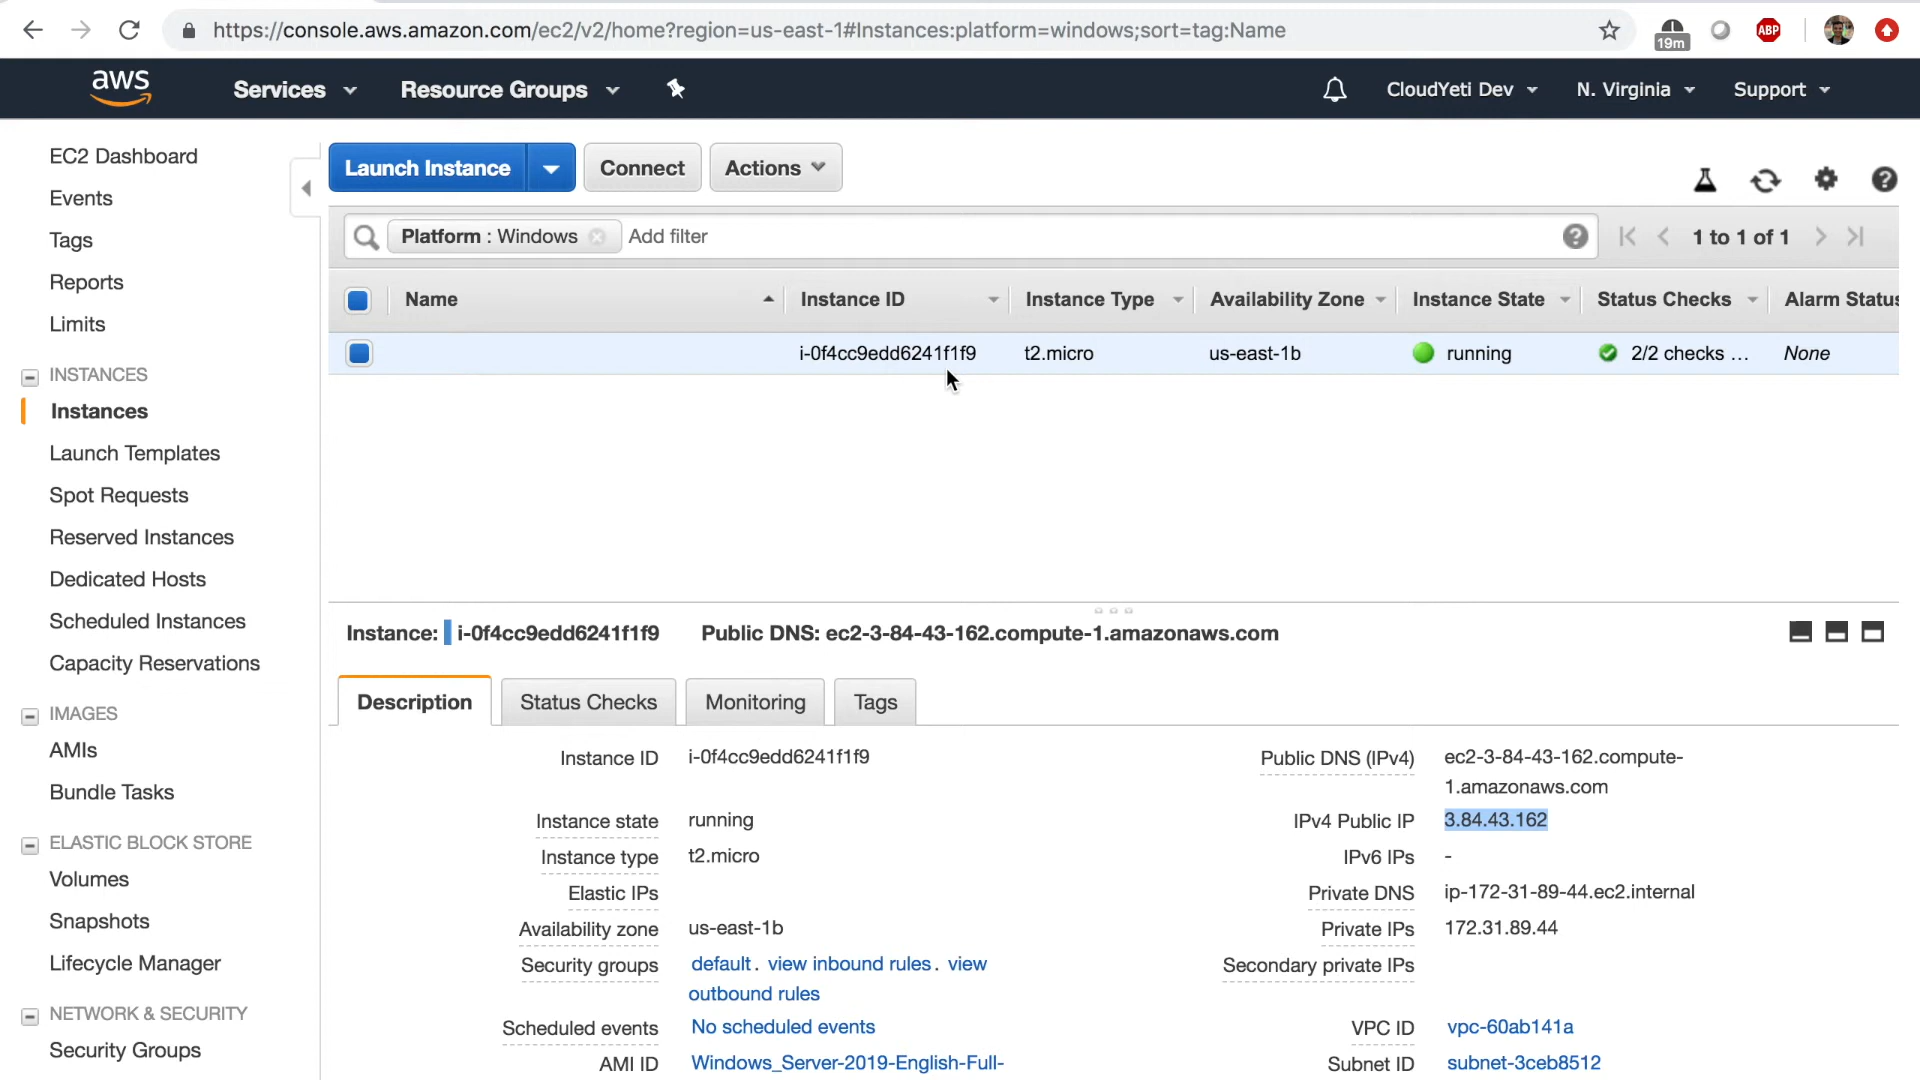 https://console.aws.amazon.com/ec2/v2/home?region=us-east-1#Instances:platform=windows;sort=tag:Name
19m
ABP
aws
Services
Resource Groups
CloudYeti Dev
N. Virginia
Support
EC2 Dashboard
Events
Tags
Reports
Limits
INSTANCES
Instances
Launch Templates
Spot Requests
Reserved Instances
Dedicated Hosts
Scheduled Instances
Capacity Reservations
IMAGES
AMIs
Bundle Tasks
ELASTIC BLOCK STORE
Volumes
Snapshots
Lifecycle Manager
NETWORK & SECURITY
Security Groups
Launch Instance
Connect
Actions
Platform : Windows
Add filter
1 to 1 of 1
Name
Instance ID
Instance Type
Availability Zone
Instance State
Status Checks
Alarm Status
i-0f4cc9edd6241f1f9
t2.micro
us-east-1b
running
2/2 checks ...
None
Instance: i-0f4cc9edd6241f1f9
Public DNS: ec2-3-84-43-162.compute-1.amazonaws.com
Description
Status Checks
Monitoring
Tags
Instance ID
i-0f4cc9edd6241f1f9
Instance state
running
Instance type
t2.micro
Elastic IPs
Availability zone
us-east-1b
Security groups
default. view inbound rules. view
outbound rules
Scheduled events
No scheduled events
AMI ID
Windows_Server-2019-English-Full-
Public DNS (IPv4)
ec2-3-84-43-162.compute-
1.amazonaws.com
IPv4 Public IP
3.84.43.162
IPv6 IPs
-
Private DNS
ip-172-31-89-44.ec2.internal
Private IPs
172.31.89.44
Secondary private IPs
VPC ID
vpc-60ab141a
Subnet ID
subnet-3ceb8512